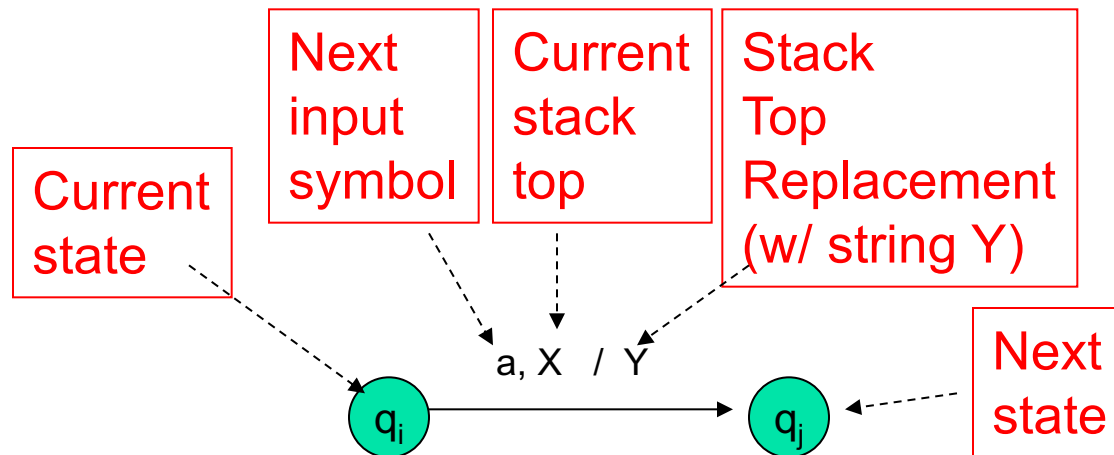 Next
input
symbol
Current
stack
top
Stack
Top
Replacement
(w/ string Y)
Current
state
a, X / Y
Next
state
qi
qj